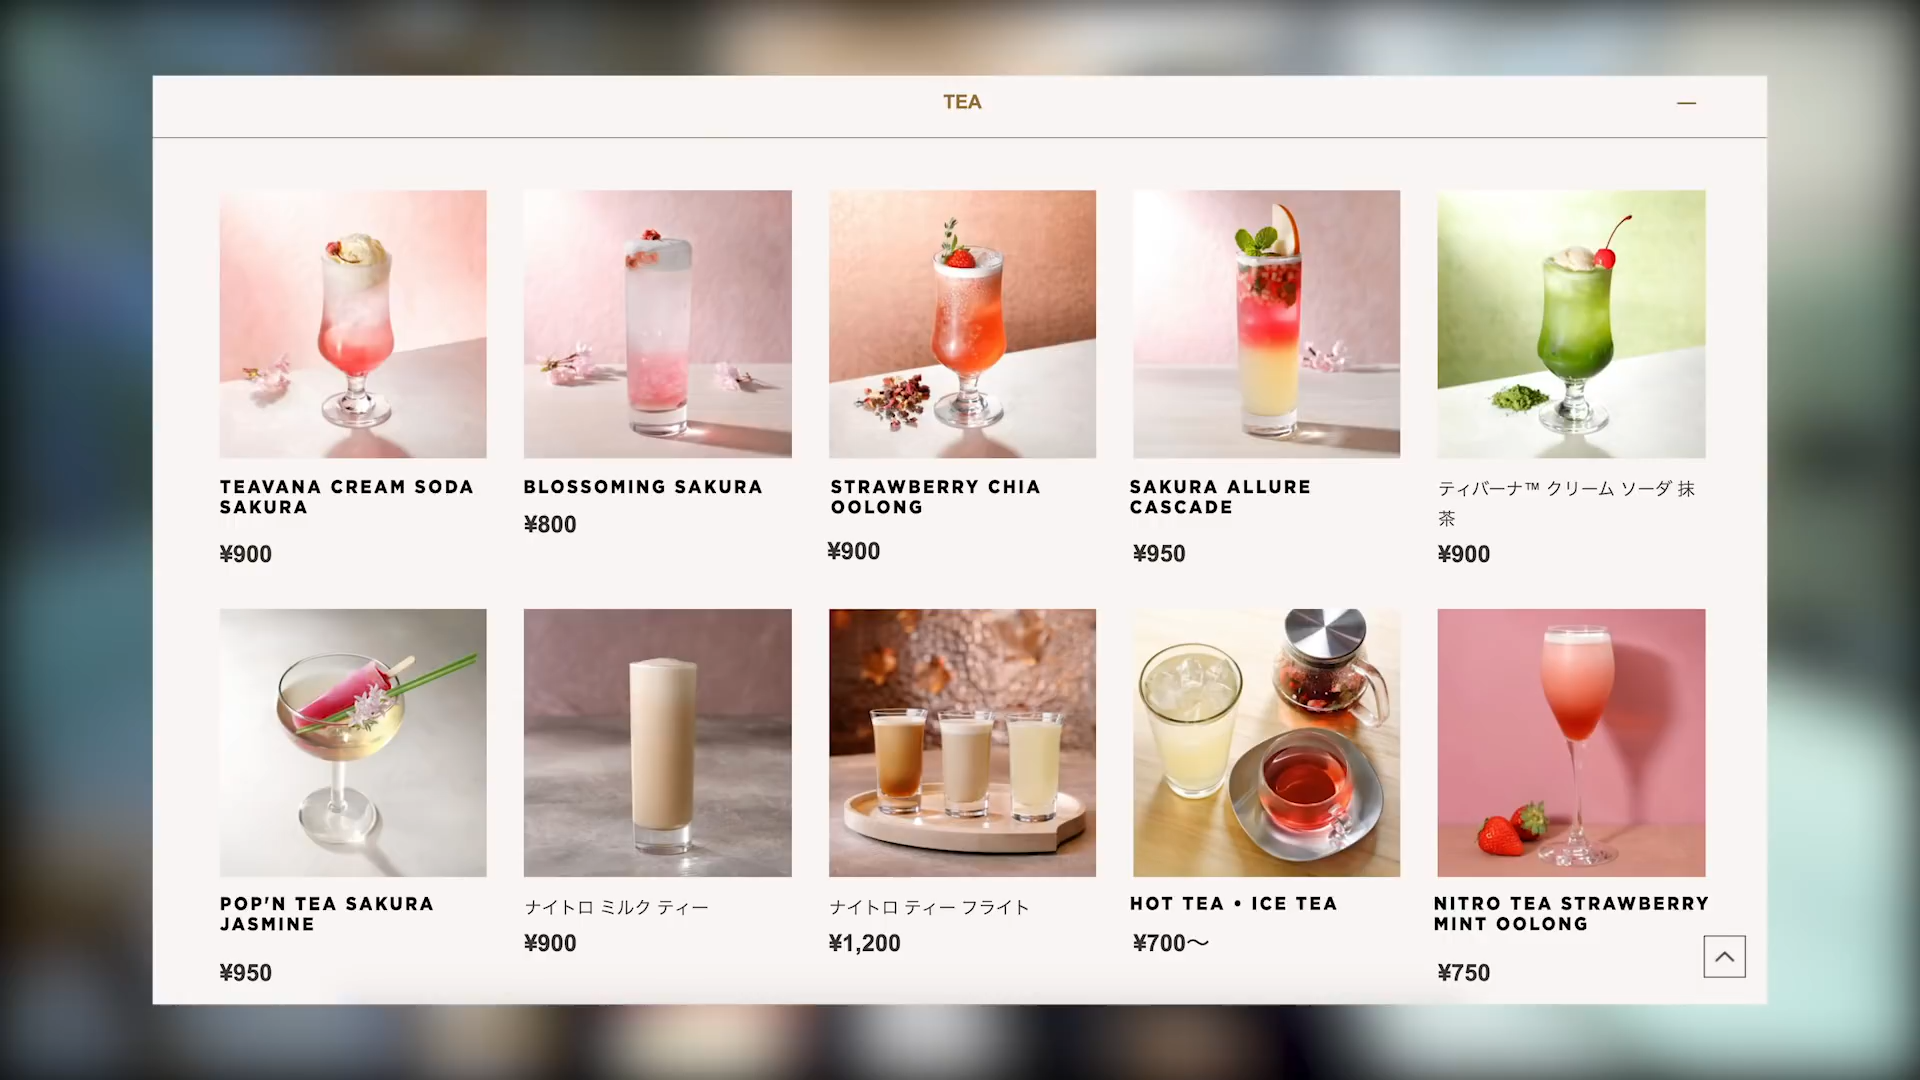 TEA
TEAVANA CREAM SODA
SAKURA
¥900
BLOSSOMING SAKURA
¥800
STRAWBERRY CHIA
OOLONG
¥900
SAKURA ALLURE
CASCADE
¥950
ティバーナ™ クリーム ソーダ 抹
茶
¥900
POP'N TEA SAKURA
JASMINE
¥950
ナイトロ ミルク ティー
¥900
ナイトロ ティー フライト
¥1,200
HOT TEA • ICE TEA
¥700〜
NITRO TEA STRAWBERRY
MINT OOLONG
¥750